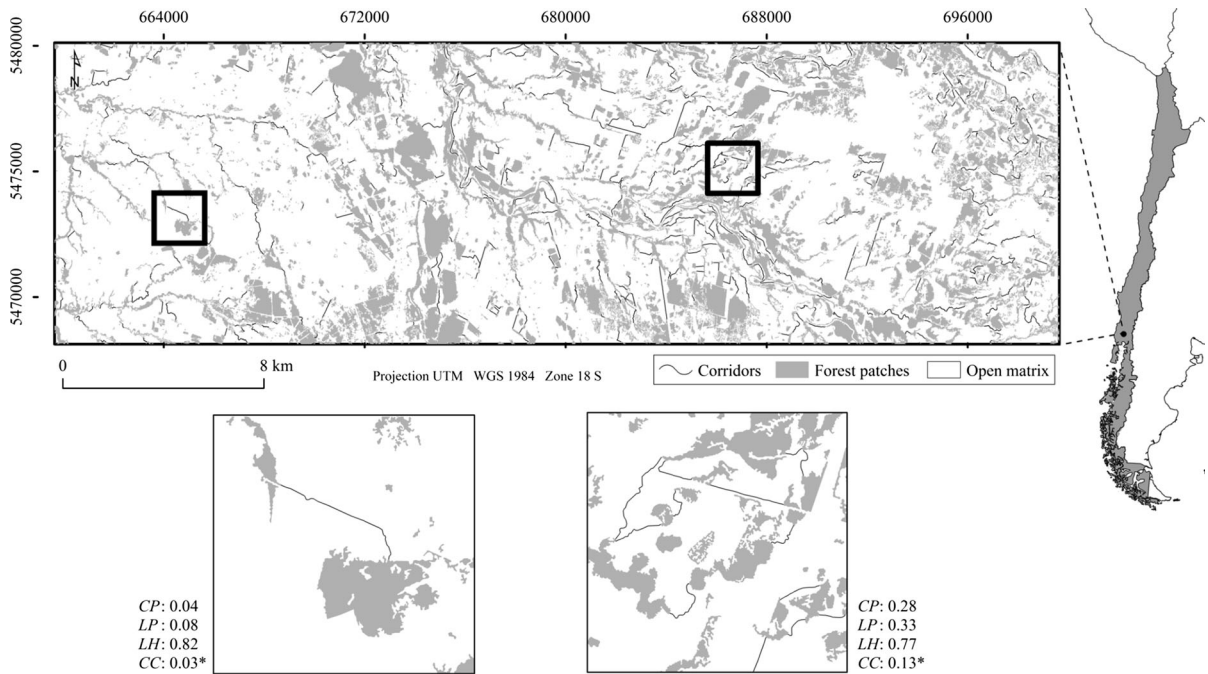 664000 672000 680000 688000 696000
5480000
5475000
5470000
N
0 8 km
Projection UTM WGS 1984 Zone 18 S
Corridors Forest patches Open matrix
CP: 0.04
LP: 0.08
LH: 0.82
CC: 0.03*
CP: 0.28
LP: 0.33
LH: 0.77
CC: 0.13*